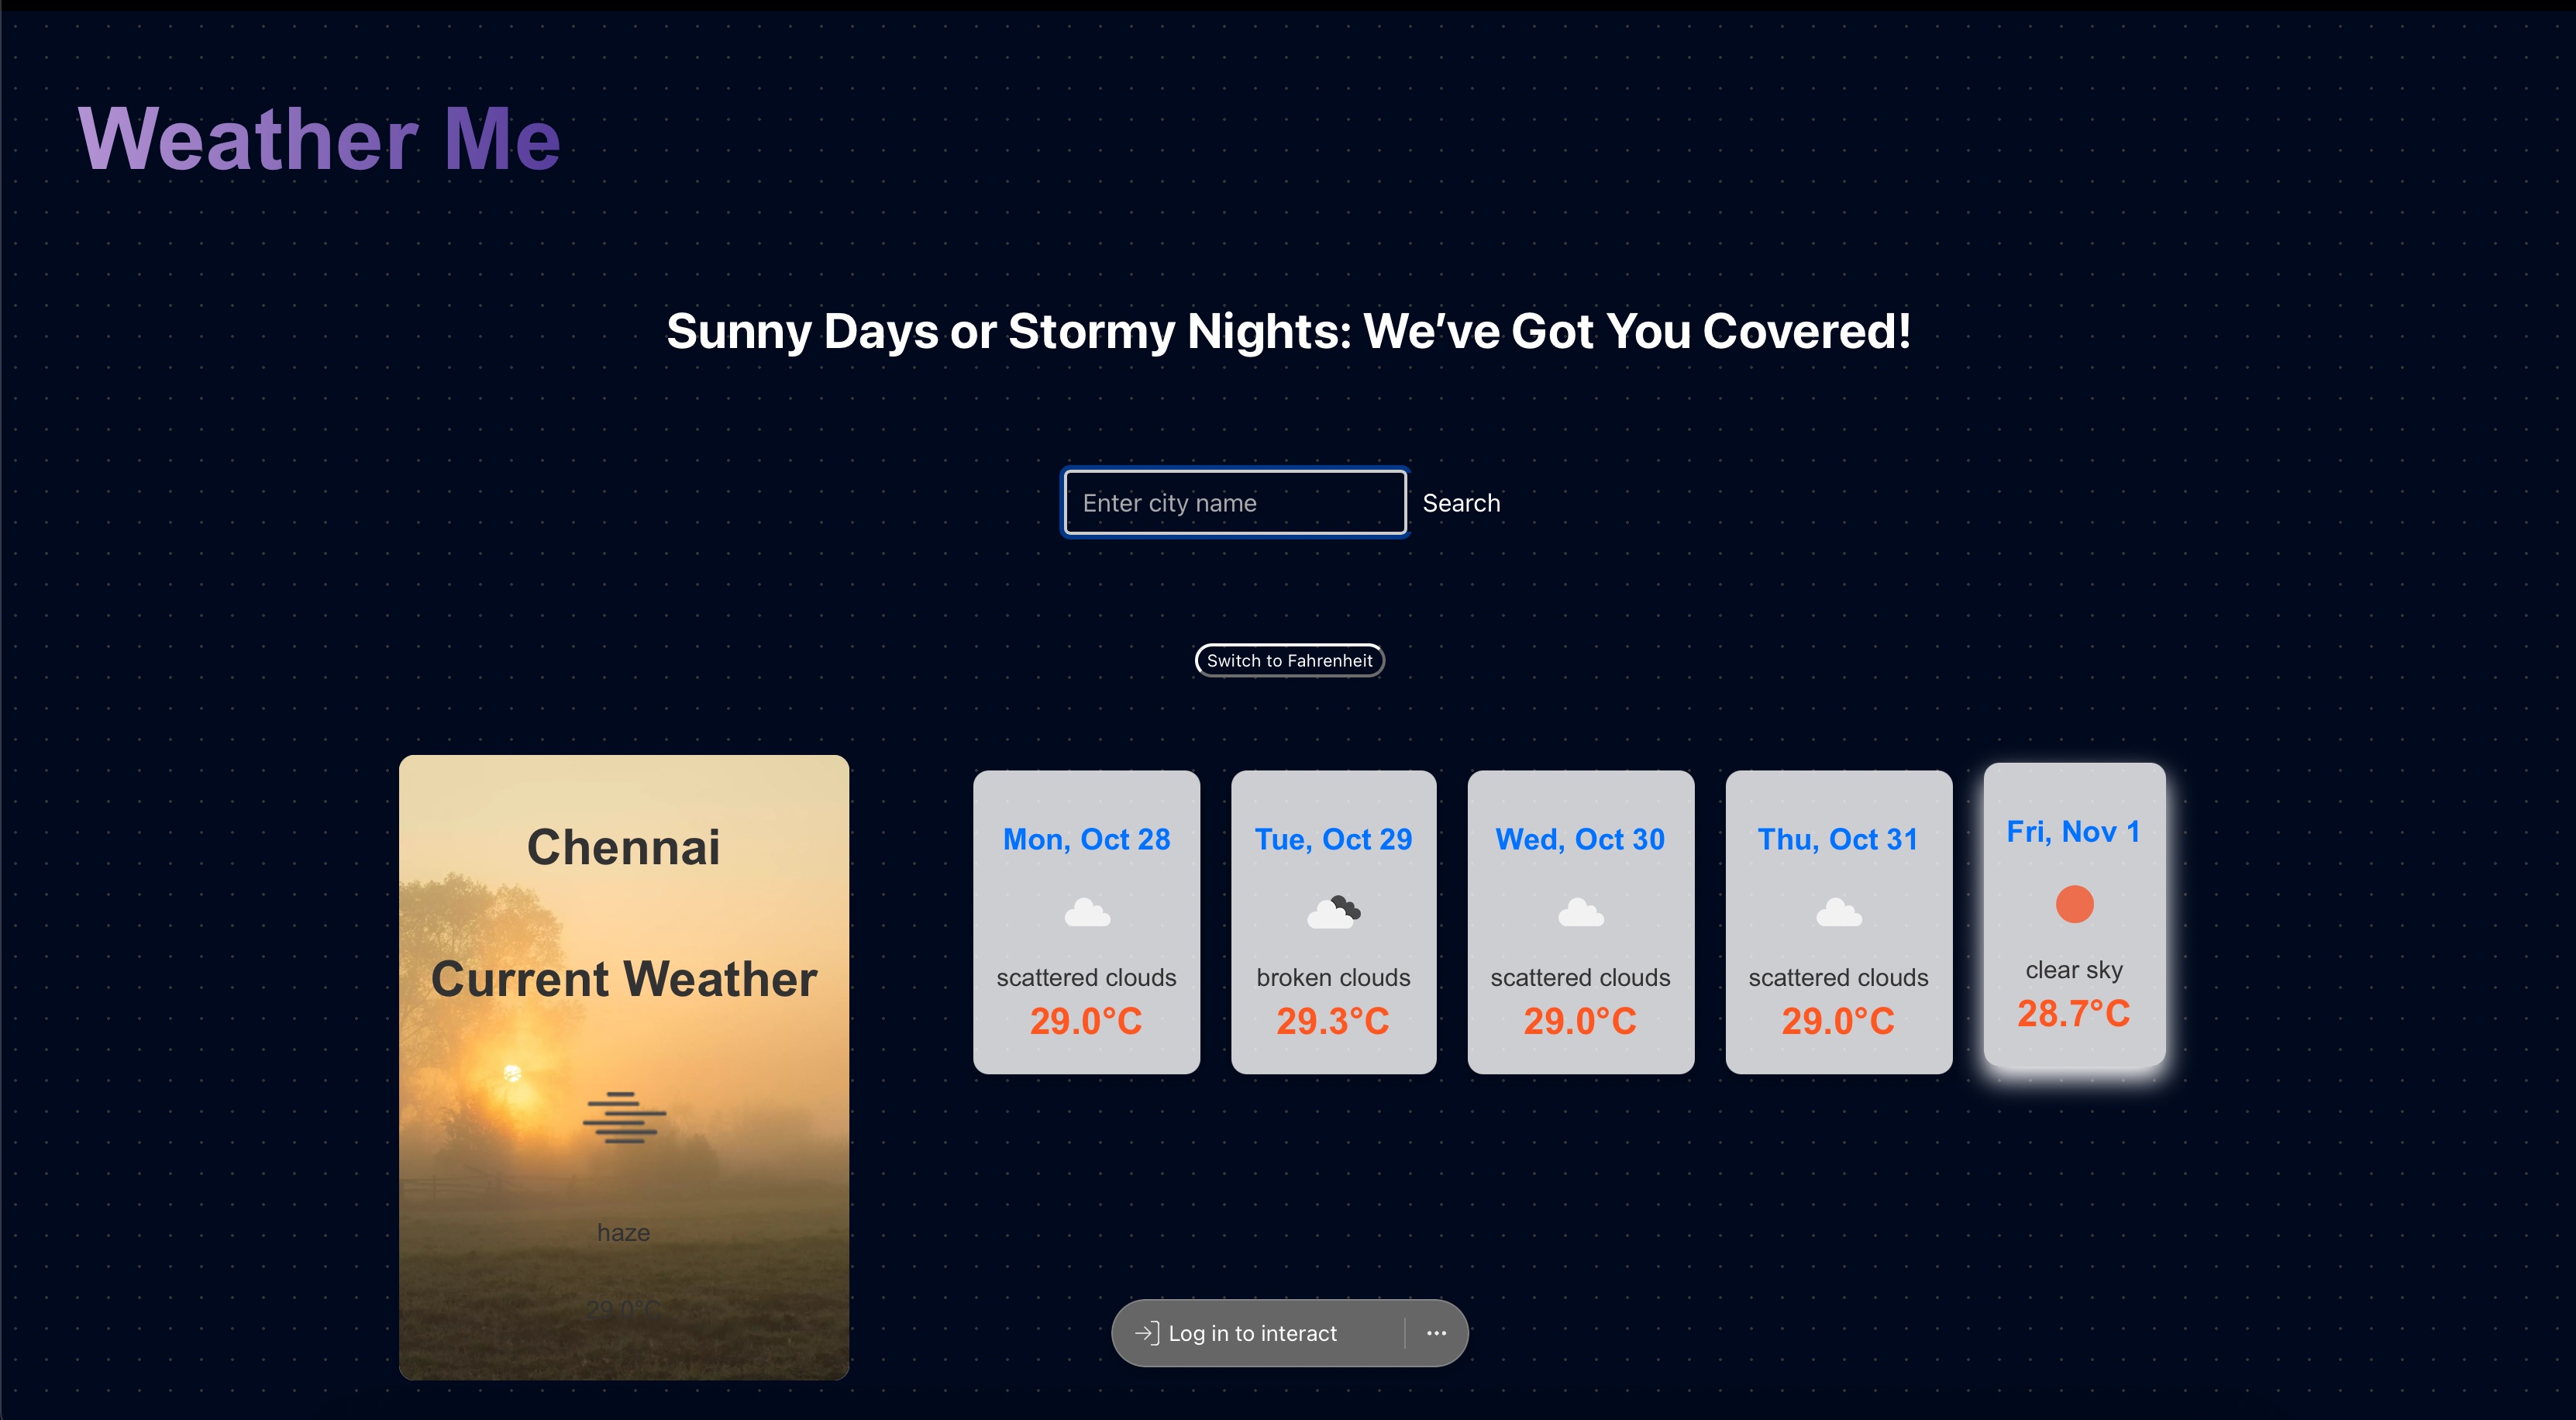 Weather Me
Sunny Days or Stormy Nights: We’ve Got You Covered!
Enter city name
Search
Switch to Fahrenheit
Chennai
Current Weather
haze
29.0°C
Mon, Oct 28
scattered clouds
29.0°C
Tue, Oct 29
broken clouds
29.3°C
Wed, Oct 30
scattered clouds
29.0°C
Thu, Oct 31
scattered clouds
29.0°C
Fri, Nov 1
clear sky
28.7°C
Log in to interact